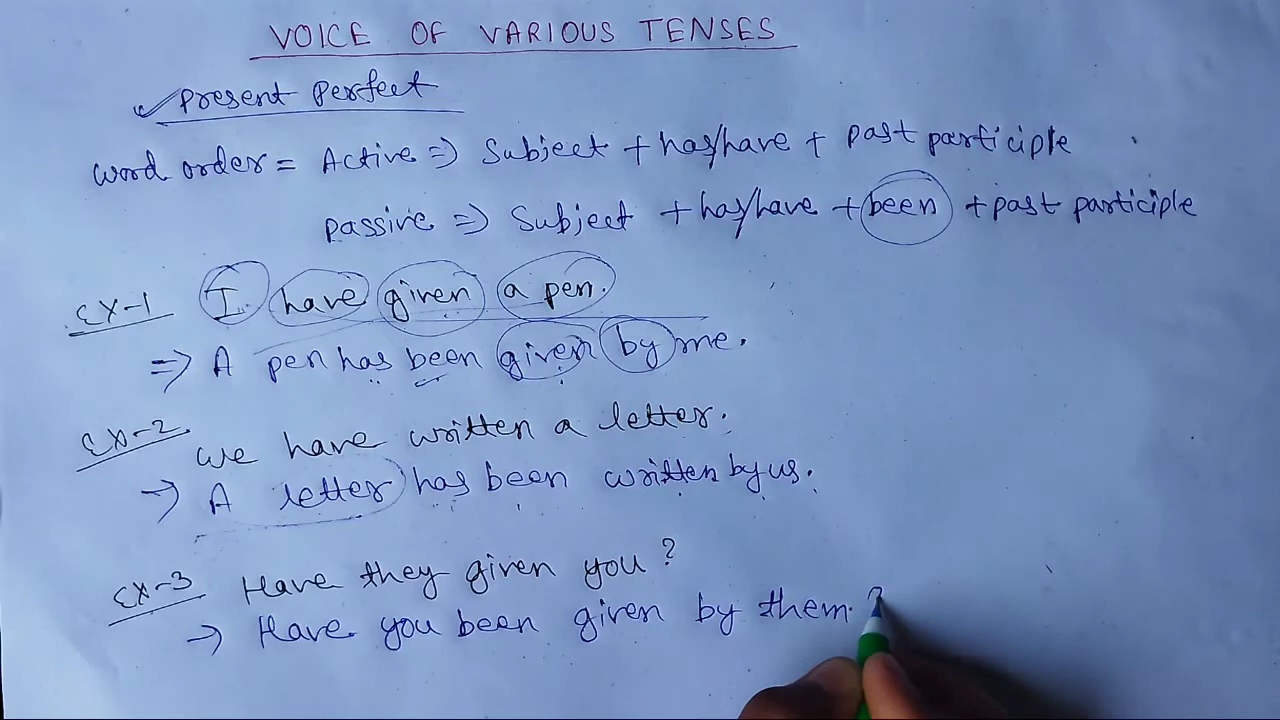 VOICE OF VARIOUS TENSES
Present Perfect
word order = Active => Subject + has/have + past participle
passive => Subject + has/have + been + past participle
Ex-1 I have given a pen.
=> A pen has been given by me.
Ex-2 we have written a letter.
→ A letter has been written by us.
Ex-3 Have they given you?
→ Have you been given by them. ?